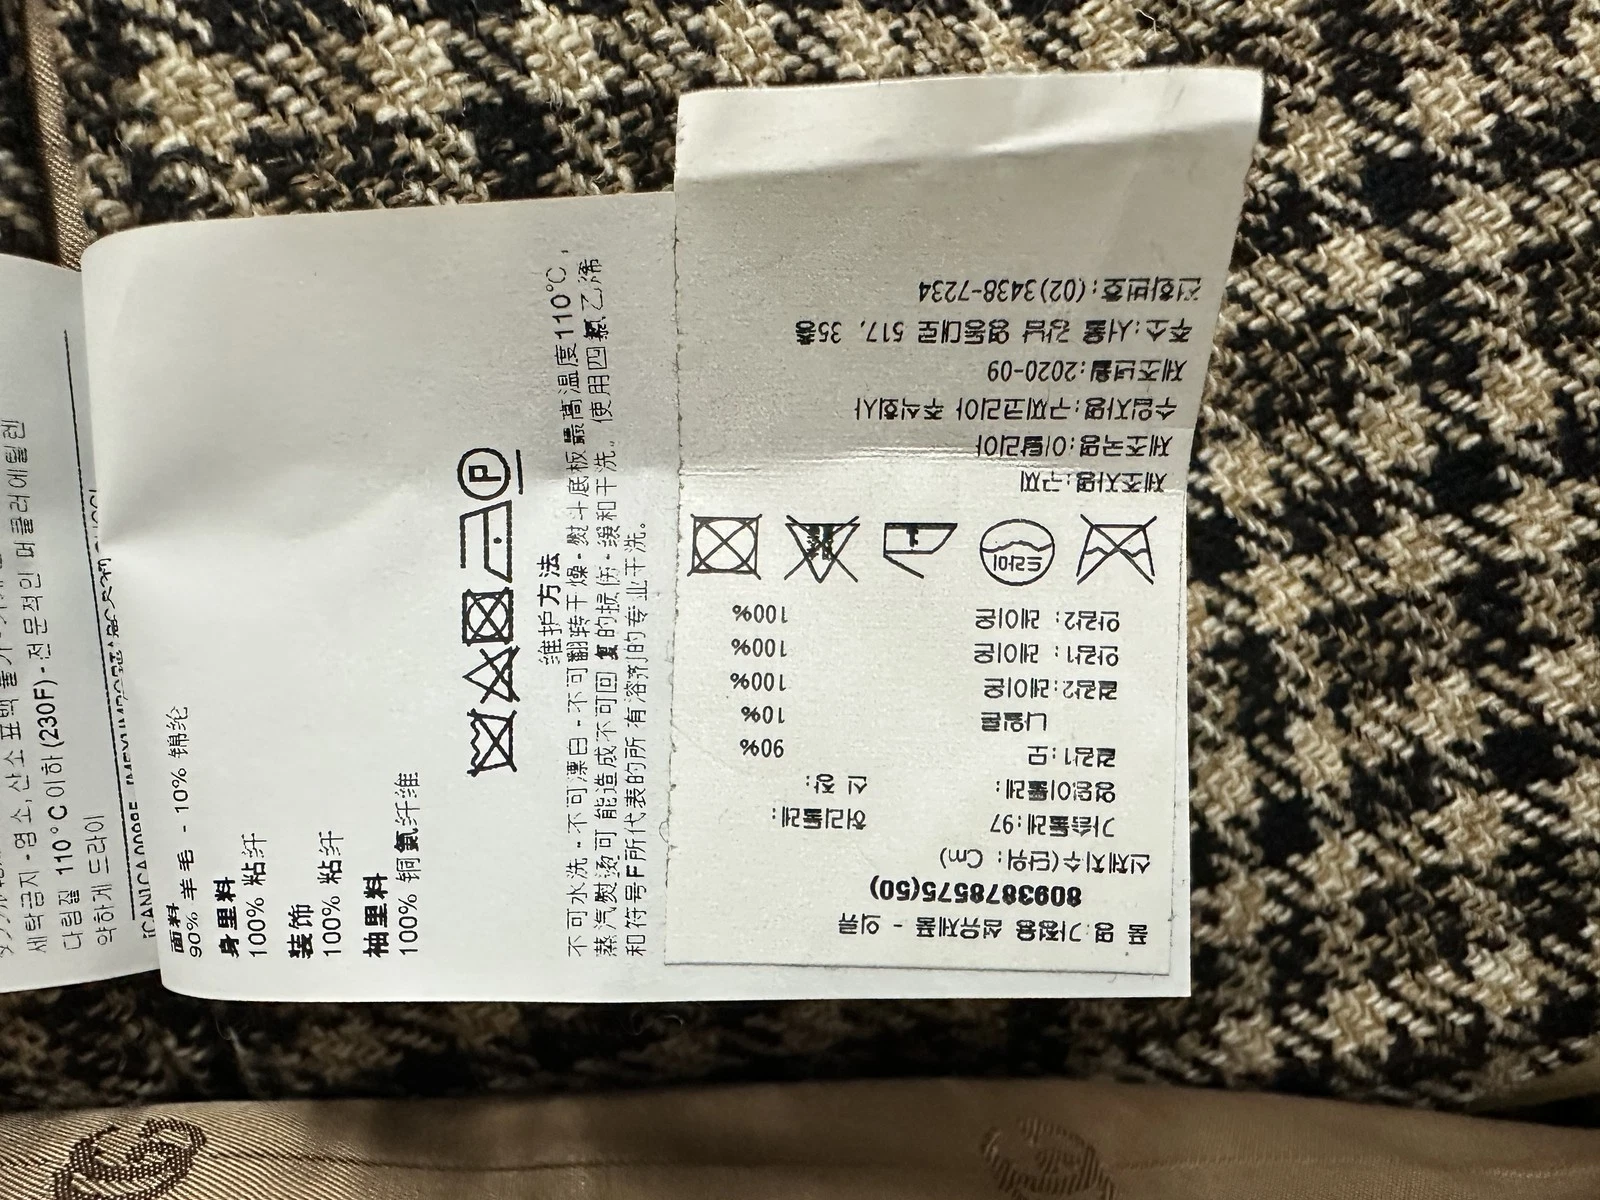 세탁금지-염소,산소 표백 불가-
다림질 110°C이하(230F)-전문적인 퍼클러에틸렌
약하게 드라이
面料
90% 羊毛 - 10% 锦纶
身里料
100% 粘纤
装饰
100% 粘纤
袖里料
100% 铜氨纤维
P
维护方法
不可水洗-不可漂白-不可翻转干燥-熨斗底板最高温度110°C,
蒸汽熨烫可能造成不可回复的损伤-缓和干洗。使用四氯乙烯
和符号F所代表的所有溶剂的专业干洗。
품 명:가정용 섬유제품 - 의류
8093878575(50)
신체치수(단위: Cm)
가슴둘레:97 허리둘레:
엉덩이둘레: 신 장:
겉감1:모 90%
나일론 10%
겉감2:레이온 100%
안감1: 레이온 100%
안감2: 레이온 100%
드라이
제조자명:구찌
제조국명:이탈리아
수입자명:구찌코리아 주식회사
제조년월:2020-09
주소:서울 강남 영동대로 517, 35층
전화번호:(02)3438-7234